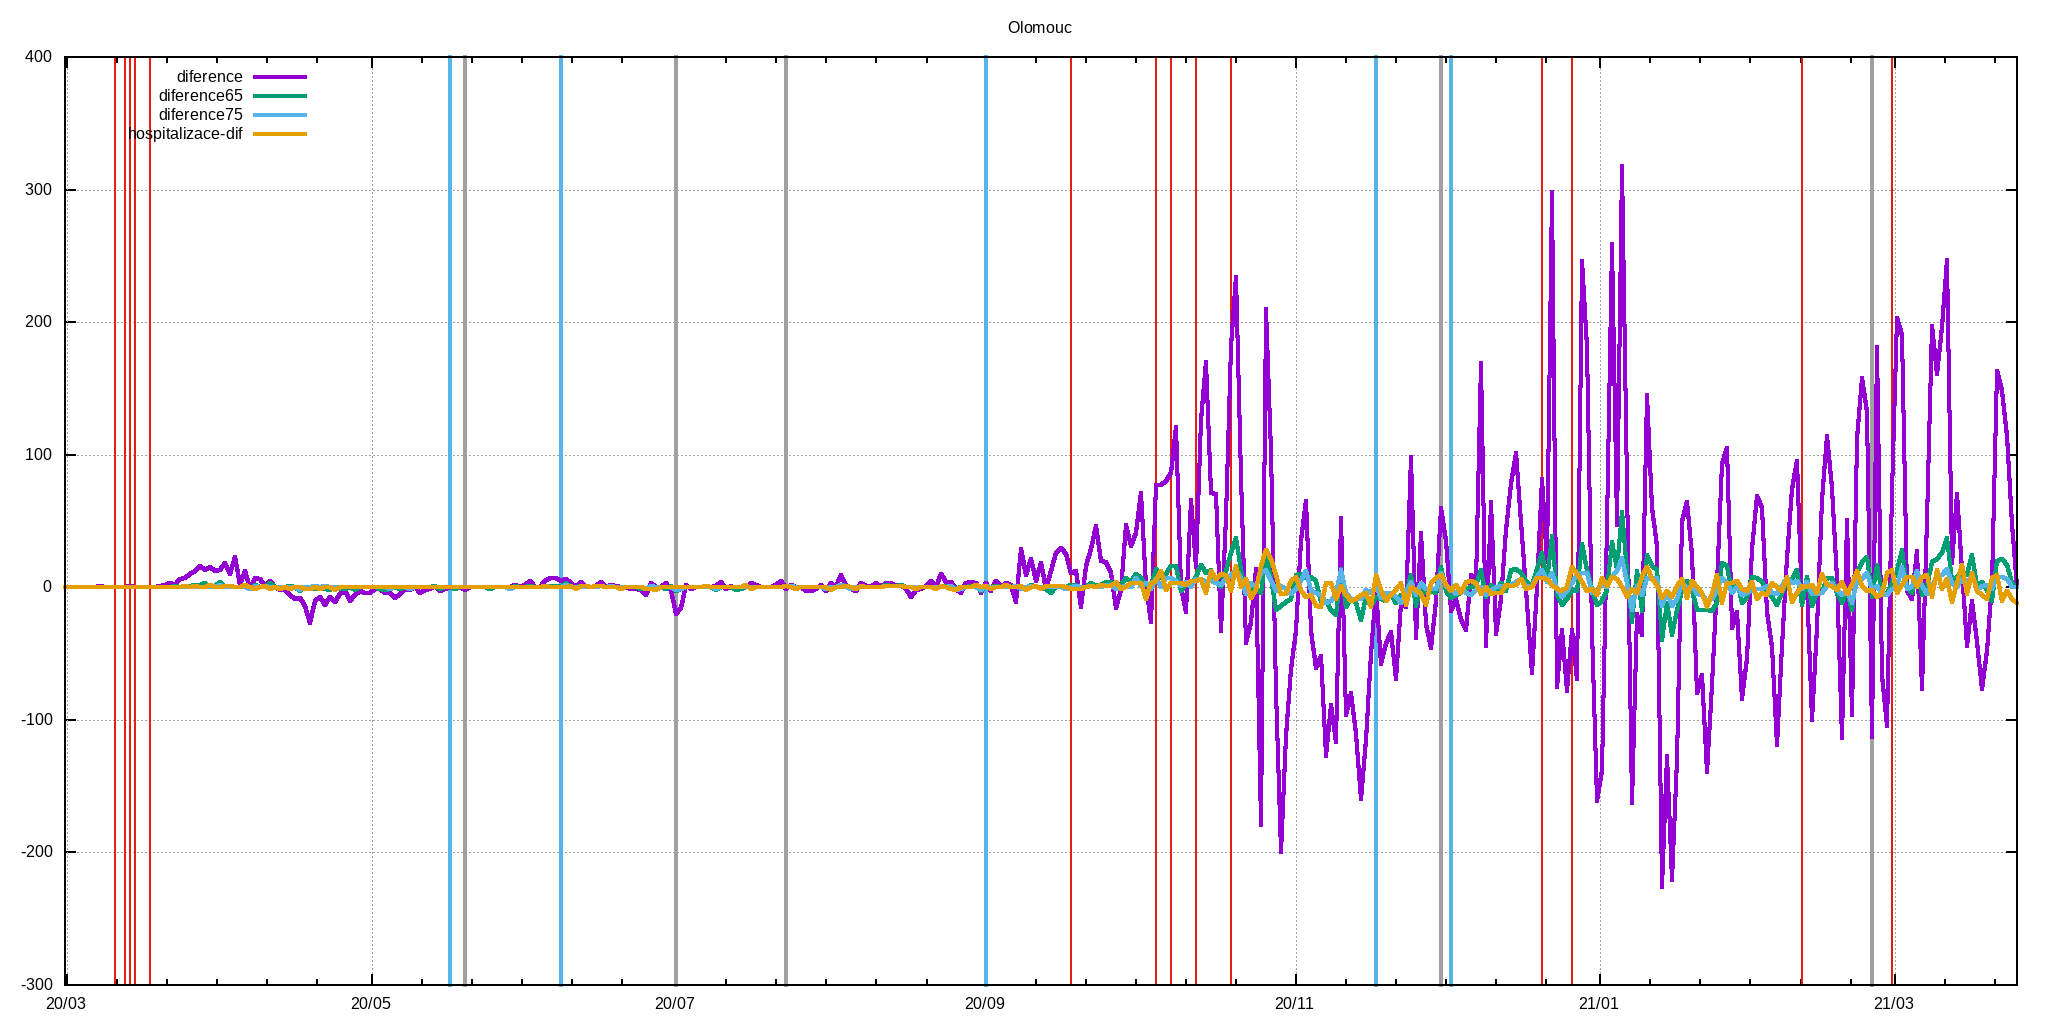 Olomouc
400
diference
diference65
diference75
hospitalizace-dif
300
200
100
0
-100
-200
-300
20/03 20/05 20/07 20/09 20/11 21/01 21/03